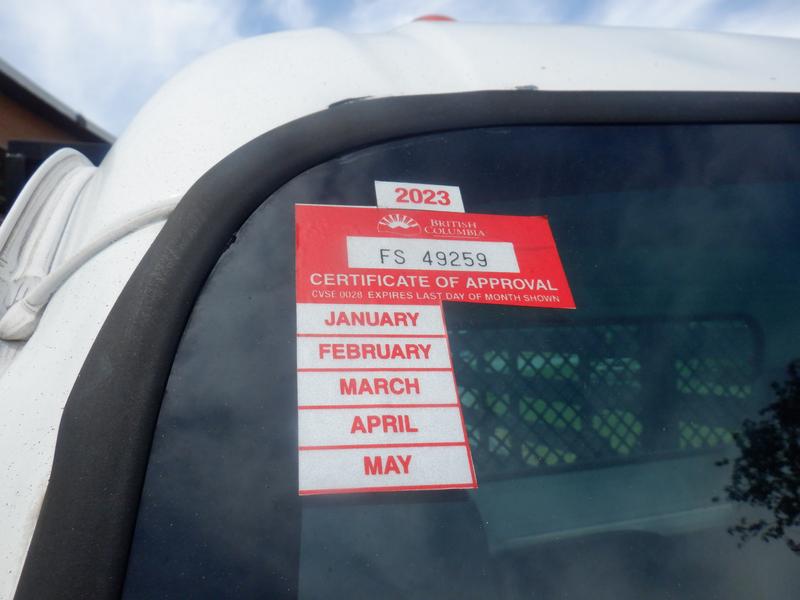 2023
BRITISH
COLUMBIA
FS 49259
CERTIFICATE OF APPROVAL
CVSE 0028 EXPIRES LAST DAY OF MONTH SHOWN
JANUARY
FEBRUARY
MARCH
APRIL
MAY